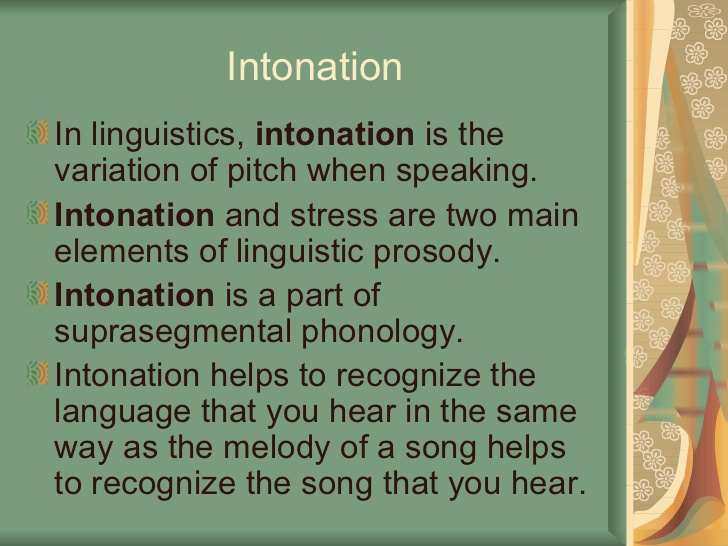 Intonation
In linguistics, intonation is the
variation of pitch when speaking.
Intonation and stress are two main
elements of linguistic prosody.
Intonation is a part of
suprasegmental phonology.
Intonation helps to recognize the
language that you hear in the same
way as the melody of a song helps
to recognize the song that you hear.